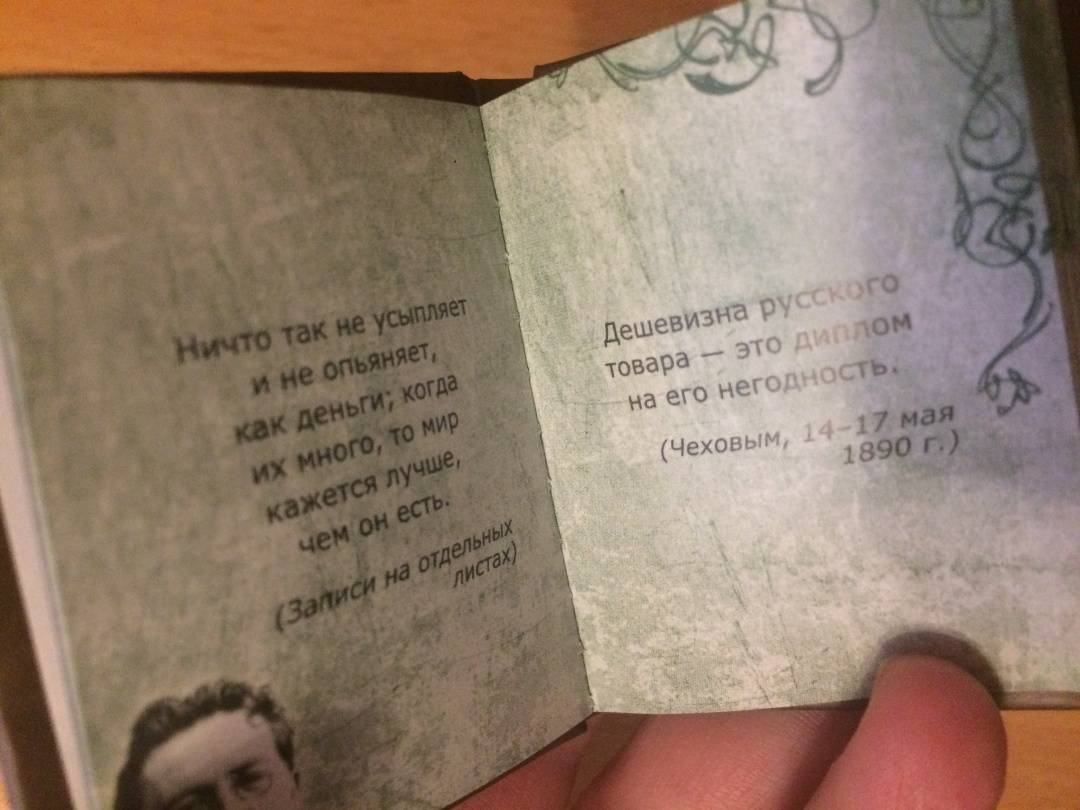 Ничто так не усыпляет
и не опьяняет,
как деньги; когда
их много, то мир
кажется лучше,
чем он есть.
(Записи на отдельных
листах)
Дешевизна русского
товара — это диплом
на его негодность.
(Чеховым, 14–17 мая
1890 г.)